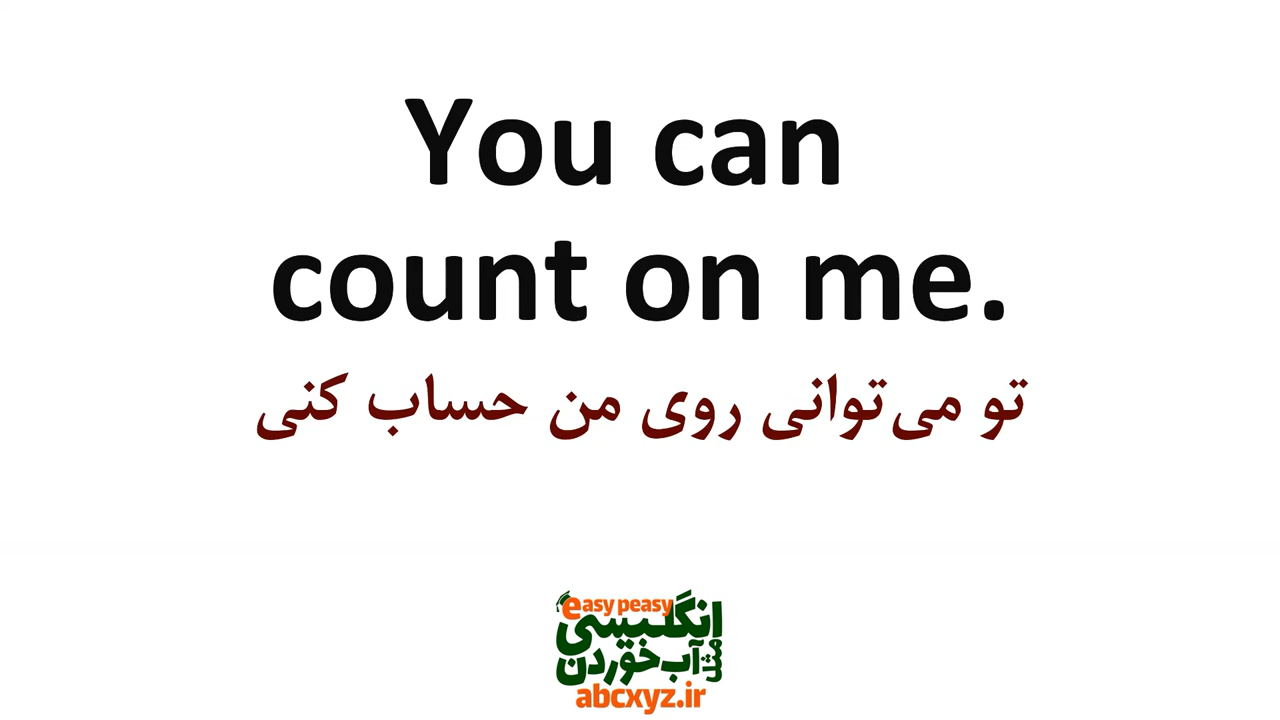 You can
count on me.
تو می‌توانی روی من حساب کنی
easy peasy
انگلیسی
مثل آب خوردن
abcxyz.ir